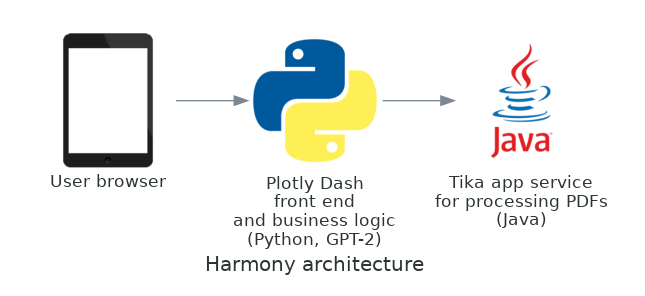 Java
User browser
Plotly Dash
front end
and business logic
(Python, GPT-2)
Tika app service
for processing PDFs
(Java)
Harmony architecture